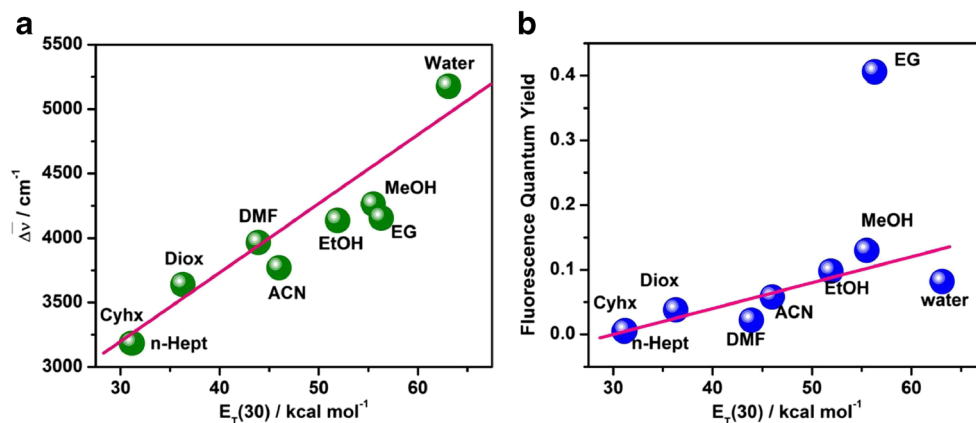 a
5500
5000
4500
4000
3500
3000
Δν̅ / cm⁻¹
Water
MeOH
DMF
EtOH
EG
Diox
ACN
Cyhx
n-Hept
30 40 50 60
E_T(30) / kcal mol⁻¹
b
0.4
0.3
0.2
0.1
0.0
Fluorescence Quantum Yield
EG
MeOH
Diox
EtOH
Cyhx
ACN
water
n-Hept
DMF
30 40 50 60
E_T(30) / kcal mol⁻¹